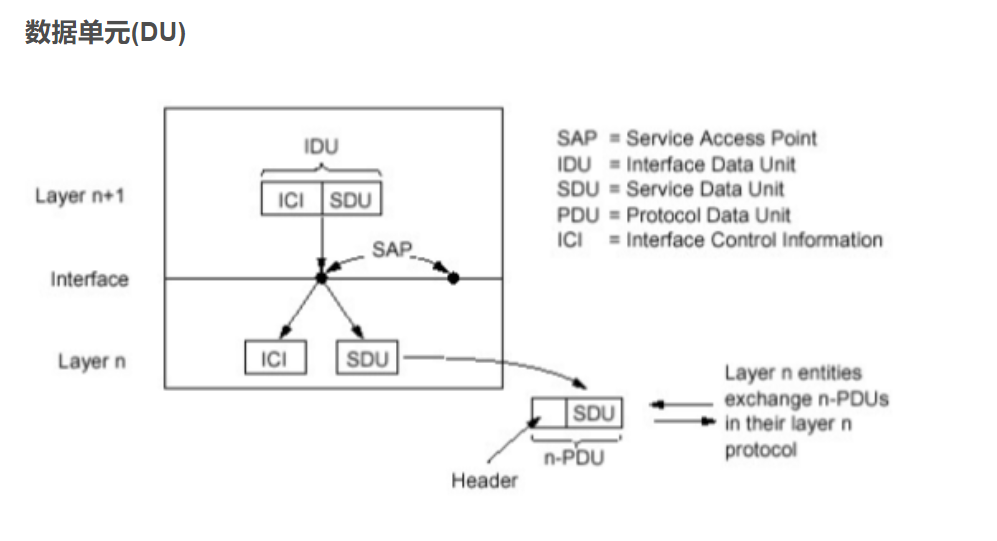 数据单元(DU)
IDU
Layer n+1
ICI
SDU
SAP
Interface
Layer n
ICI
SDU
SAP = Service Access Point
IDU = Interface Data Unit
SDU = Service Data Unit
PDU = Protocol Data Unit
ICI = Interface Control Information
SDU
n-PDU
Header
Layer n entities
exchange n-PDUs
in their layer n
protocol